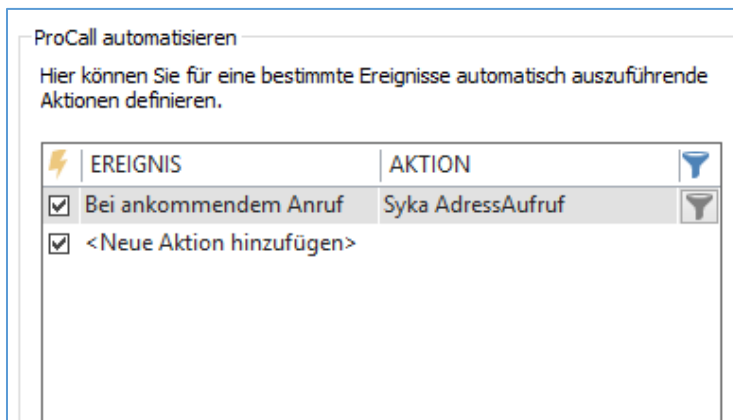 ProCall automatisieren
Hier können Sie für eine bestimmte Ereignisse automatisch auszuführende
Aktionen definieren.
EREIGNIS AKTION
Bei ankommendem Anruf Syka AdressAufruf
<Neue Aktion hinzufügen>